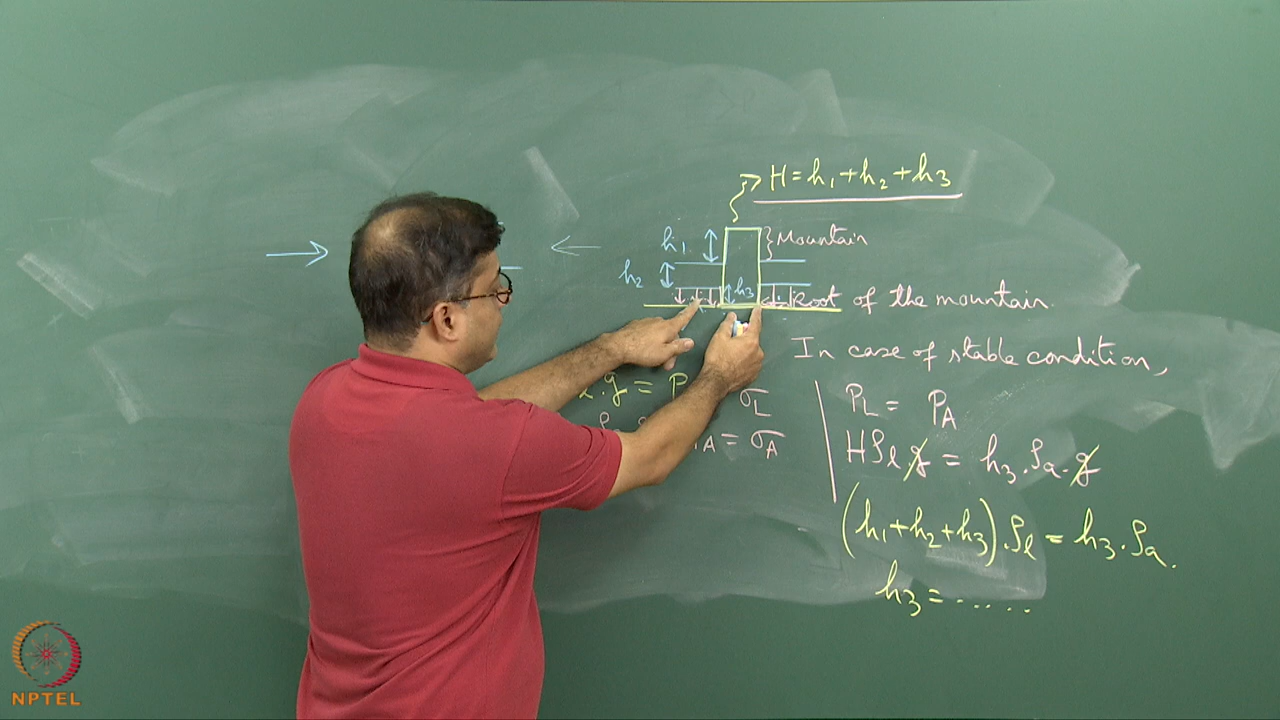 H = h1 + h2 + h3
h1 } Mountain
h2
h3 Root of the mountain.
In case of stable condition,
.g = P σL
A = σA
PL = PA
Hρl.g = h3.ρa.g
(h1 + h2 + h3).ρl = h3.ρa.
h3 = ......
NPTEL